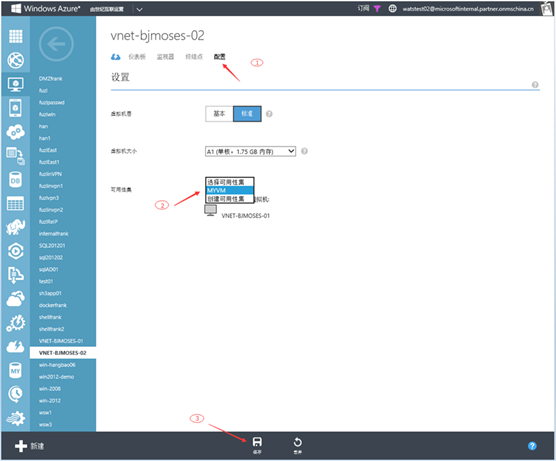 Windows Azure* 由世纪互联运营
订阅 watstest02@microsoftinternal.partner.onmschina.cn
vnet-bjmoses-02
仪表板 监视器 终结点 配置 1
设置
虚拟机层 基本 标准
虚拟机大小 A1 (单核, 1.75 GB 内存)
可用性集
选择可用性集
MYVM
创建可用性集
拟机:
2
VNET-BJMOSES-01
DMZfrank
fuzl
fuzlpasswd
fuzlwin
han
han1
fuzlEast
fuzlEast1
fuzlinVPN
fuzlinvpn1
fuzlvpn3
fuzlinvpn2
internalfrank
SQL201201
sql201202
sqlAD01
test01
sh3app01
dockerfrank
shellfrank
shellfrank2
VNET-BJMOSES-01
VNET-BJMOSES-02
win-hangbao06
win2012-demo
win-2008
win-2012
wow1
wow3
DB
MY
3
新建 保存 放弃